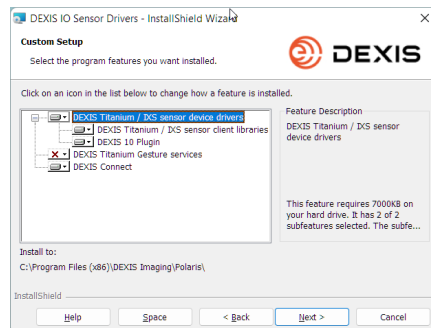 DEXIS IO Sensor Drivers - InstallShield Wizard
Custom Setup
Select the program features you want installed.
DEXIS
Click on an icon in the list below to change how a feature is installed.
DEXIS Titanium / IXS sensor device drivers
DEXIS Titanium / IXS sensor client libraries
DEXIS 10 Plugin
DEXIS Titanium Gesture services
DEXIS Connect
Feature Description
DEXIS Titanium / IXS sensor
device drivers
This feature requires 7000KB on
your hard drive. It has 2 of 2
subfeatures selected. The subfe...
Install to:
C:\Program Files (x86)\DEXIS Imaging\Polaris\
InstallShield
Help
Space
< Back
Next >
Cancel